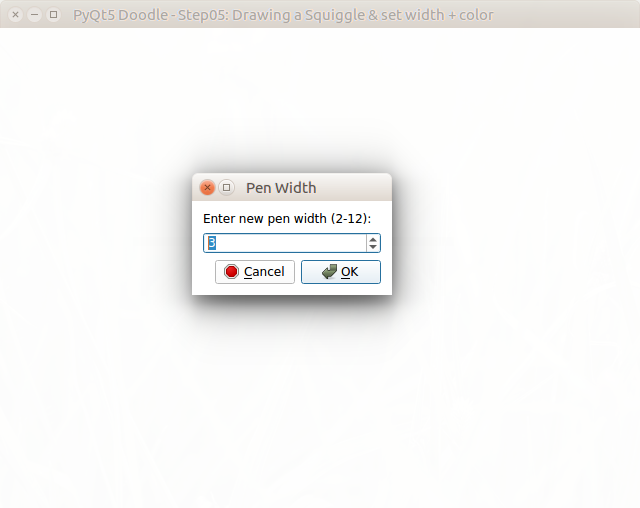 PyQt5 Doodle - Step05: Drawing a Squiggle & set width + color
Pen Width
Enter new pen width (2-12):
3
Cancel
OK